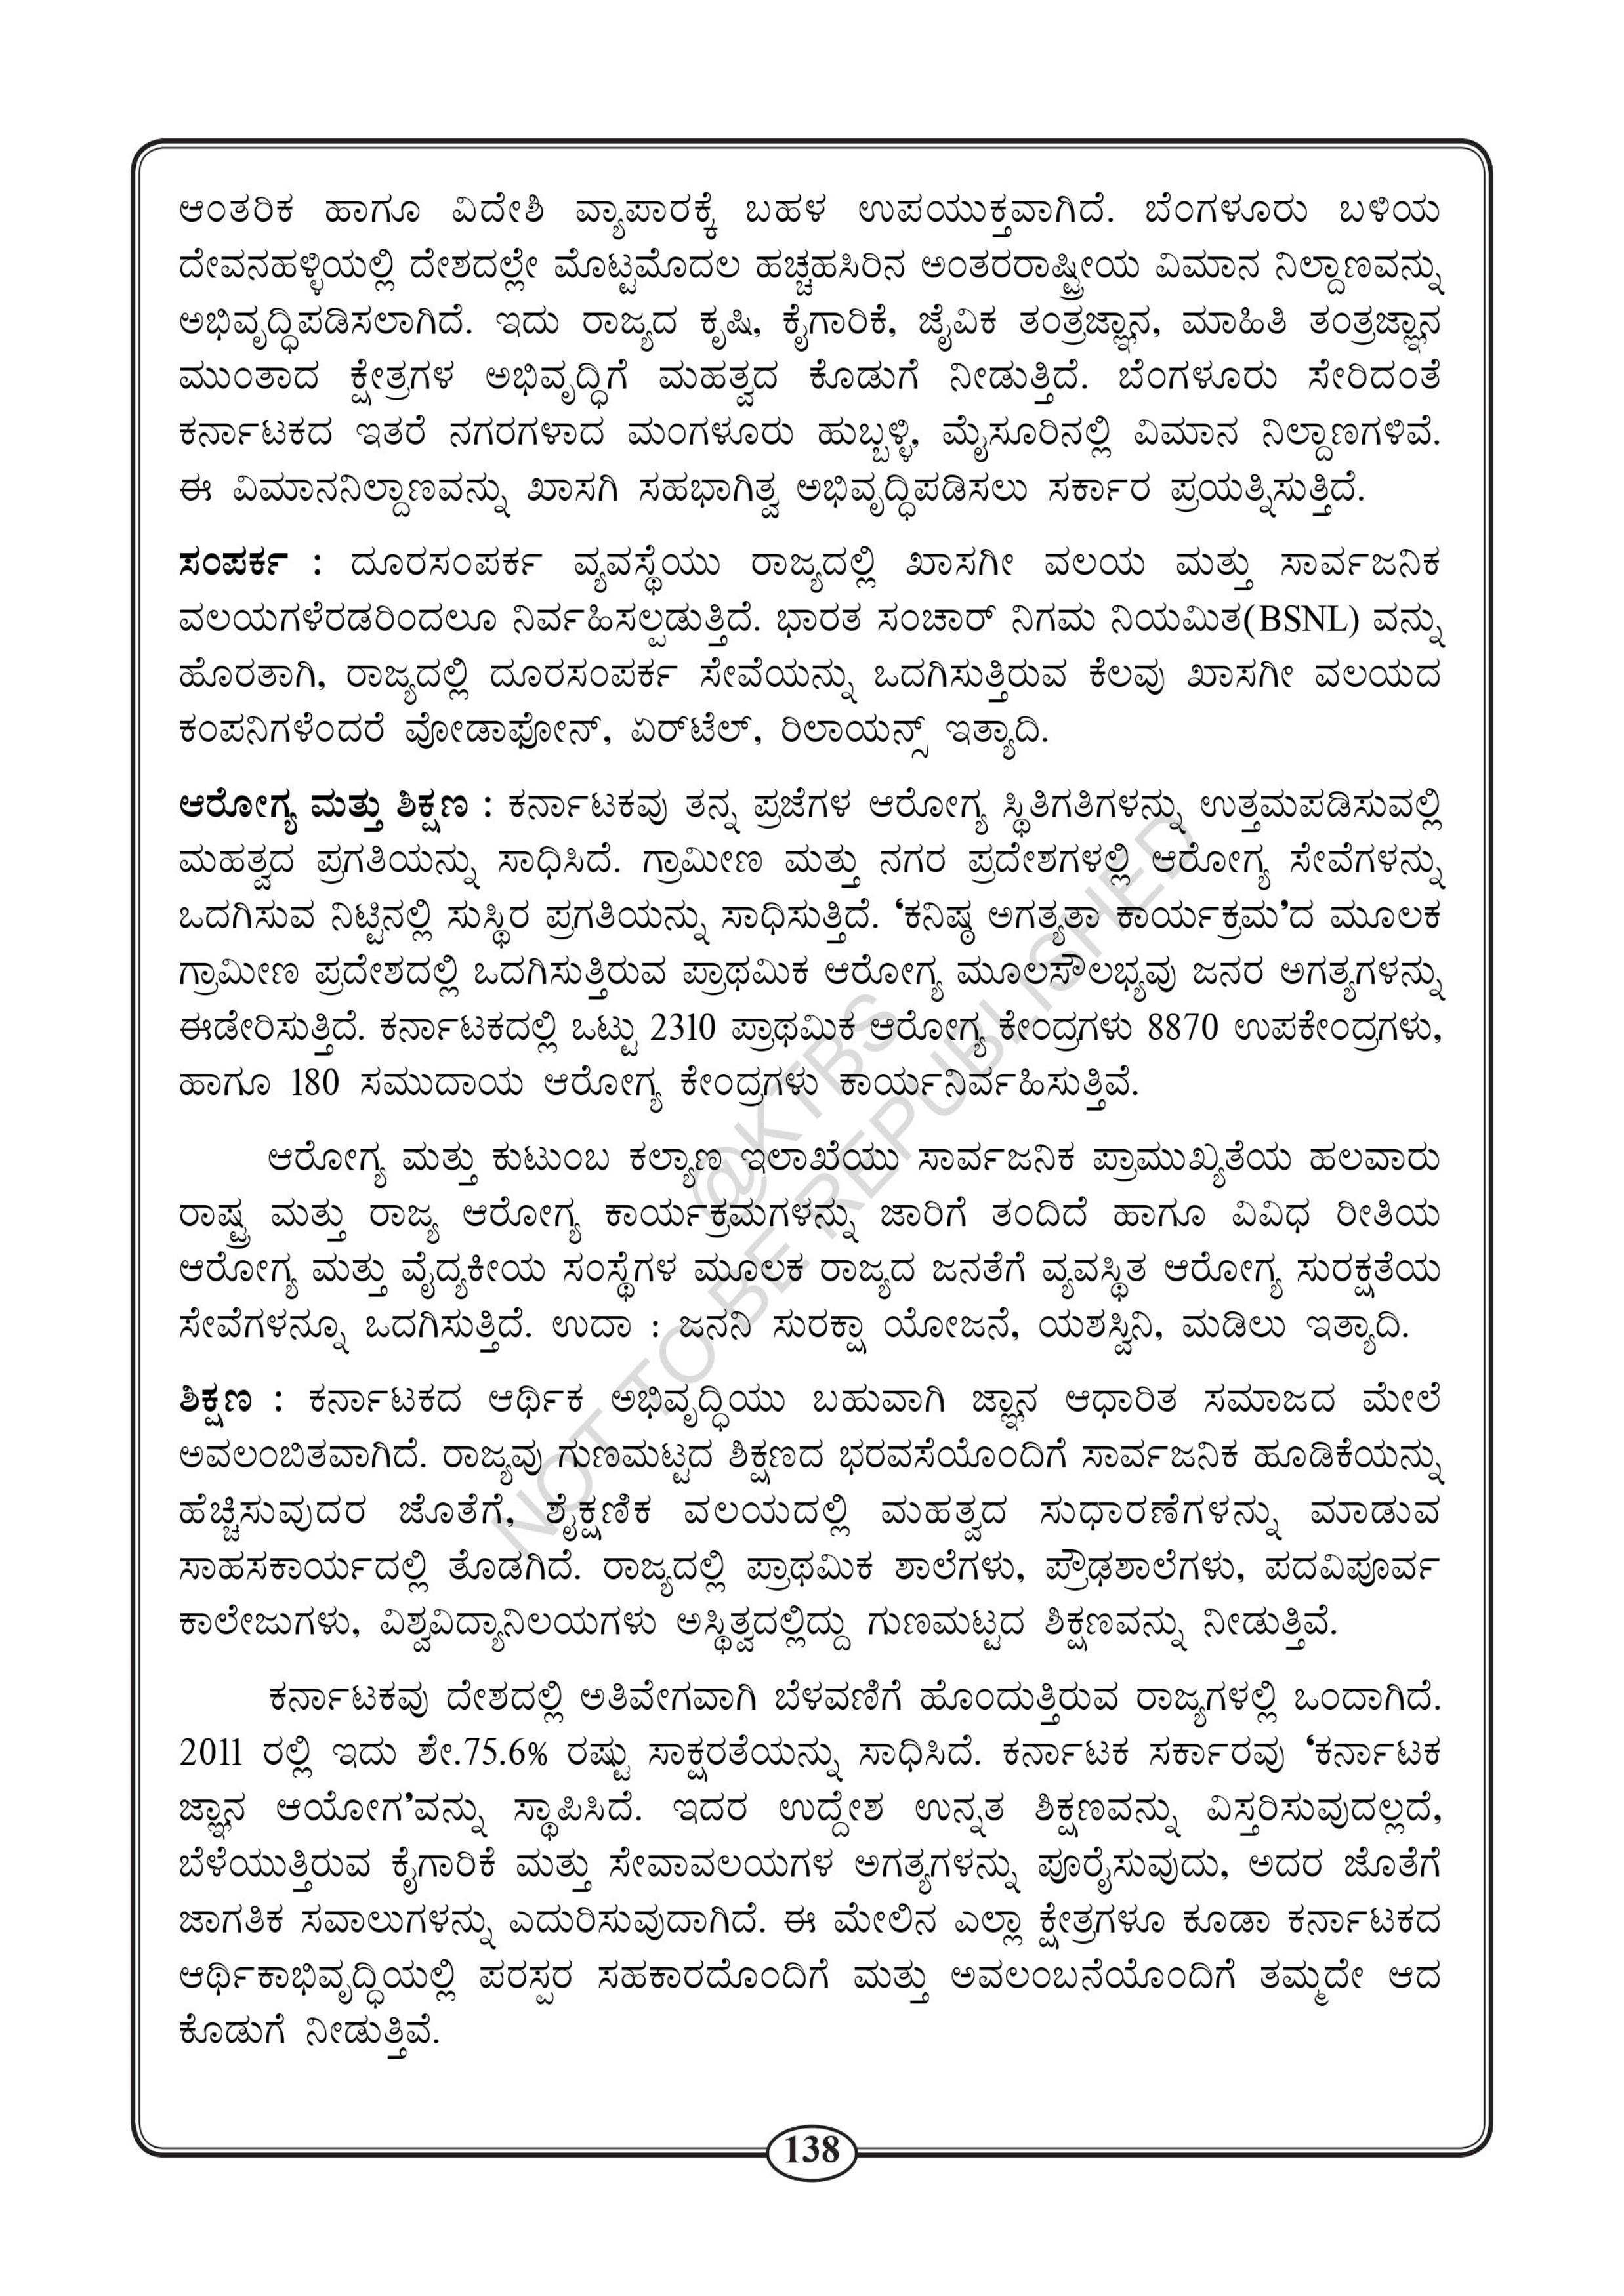 ಆಂತರಿಕ ಹಾಗೂ ವಿದೇಶಿ ವ್ಯಾಪಾರಕ್ಕೆ ಬಹಳ ಉಪಯುಕ್ತವಾಗಿದೆ. ಬೆಂಗಳೂರು ಬಳಿಯ
ದೇವನಹಳ್ಳಿಯಲ್ಲಿ ದೇಶದಲ್ಲೇ ಮೊಟ್ಟಮೊದಲ ಹಚ್ಚಹಸಿರಿನ ಅಂತರರಾಷ್ಟ್ರೀಯ ವಿಮಾನ ನಿಲ್ದಾಣವನ್ನು
ಅಭಿವೃದ್ಧಿಪಡಿಸಲಾಗಿದೆ. ಇದು ರಾಜ್ಯದ ಕೃಷಿ, ಕೈಗಾರಿಕೆ, ಜೈವಿಕ ತಂತ್ರಜ್ಞಾನ, ಮಾಹಿತಿ ತಂತ್ರಜ್ಞಾನ
ಮುಂತಾದ ಕ್ಷೇತ್ರಗಳ ಅಭಿವೃದ್ಧಿಗೆ ಮಹತ್ವದ ಕೊಡುಗೆ ನೀಡುತ್ತಿದೆ. ಬೆಂಗಳೂರು ಸೇರಿದಂತೆ
ಕರ್ನಾಟಕದ ಇತರೆ ನಗರಗಳಾದ ಮಂಗಳೂರು ಹುಬ್ಬಳ್ಳಿ, ಮೈಸೂರಿನಲ್ಲಿ ವಿಮಾನ ನಿಲ್ದಾಣಗಳಿವೆ.
ಈ ವಿಮಾನನಿಲ್ದಾಣವನ್ನು ಖಾಸಗಿ ಸಹಭಾಗಿತ್ವ ಅಭಿವೃದ್ಧಿಪಡಿಸಲು ಸರ್ಕಾರ ಪ್ರಯತ್ನಿಸುತ್ತಿದೆ.
ಸಂಪರ್ಕ : ದೂರಸಂಪರ್ಕ ವ್ಯವಸ್ಥೆಯು ರಾಜ್ಯದಲ್ಲಿ ಖಾಸಗೀ ವಲಯ ಮತ್ತು ಸಾರ್ವಜನಿಕ
ವಲಯಗಳೆರಡರಿಂದಲೂ ನಿರ್ವಹಿಸಲ್ಪಡುತ್ತಿದೆ. ಭಾರತ ಸಂಚಾರ್ ನಿಗಮ ನಿಯಮಿತ(BSNL) ವನ್ನು
ಹೊರತಾಗಿ, ರಾಜ್ಯದಲ್ಲಿ ದೂರಸಂಪರ್ಕ ಸೇವೆಯನ್ನು ಒದಗಿಸುತ್ತಿರುವ ಕೆಲವು ಖಾಸಗೀ ವಲಯದ
ಕಂಪನಿಗಳೆಂದರೆ ವೋಡಾಫೋನ್, ಏರ್‌ಟೆಲ್, ರಿಲಾಯನ್ಸ್ ಇತ್ಯಾದಿ.
ಆರೋಗ್ಯ ಮತ್ತು ಶಿಕ್ಷಣ : ಕರ್ನಾಟಕವು ತನ್ನ ಪ್ರಜೆಗಳ ಆರೋಗ್ಯ ಸ್ಥಿತಿಗತಿಗಳನ್ನು ಉತ್ತಮಪಡಿಸುವಲ್ಲಿ
ಮಹತ್ವದ ಪ್ರಗತಿಯನ್ನು ಸಾಧಿಸಿದೆ. ಗ್ರಾಮೀಣ ಮತ್ತು ನಗರ ಪ್ರದೇಶಗಳಲ್ಲಿ ಆರೋಗ್ಯ ಸೇವೆಗಳನ್ನು
ಒದಗಿಸುವ ನಿಟ್ಟಿನಲ್ಲಿ ಸುಸ್ಥಿರ ಪ್ರಗತಿಯನ್ನು ಸಾಧಿಸುತ್ತಿದೆ. ‘ಕನಿಷ್ಠ ಅಗತ್ಯತಾ ಕಾರ್ಯಕ್ರಮ’ದ ಮೂಲಕ
ಗ್ರಾಮೀಣ ಪ್ರದೇಶದಲ್ಲಿ ಒದಗಿಸುತ್ತಿರುವ ಪ್ರಾಥಮಿಕ ಆರೋಗ್ಯ ಮೂಲಸೌಲಭ್ಯವು ಜನರ ಅಗತ್ಯಗಳನ್ನು
ಈಡೇರಿಸುತ್ತಿದೆ. ಕರ್ನಾಟಕದಲ್ಲಿ ಒಟ್ಟು 2310 ಪ್ರಾಥಮಿಕ ಆರೋಗ್ಯ ಕೇಂದ್ರಗಳು 8870 ಉಪಕೇಂದ್ರಗಳು,
ಹಾಗೂ 180 ಸಮುದಾಯ ಆರೋಗ್ಯ ಕೇಂದ್ರಗಳು ಕಾರ್ಯನಿರ್ವಹಿಸುತ್ತಿವೆ.
ಆರೋಗ್ಯ ಮತ್ತು ಕುಟುಂಬ ಕಲ್ಯಾಣ ಇಲಾಖೆಯು ಸಾರ್ವಜನಿಕ ಪ್ರಾಮುಖ್ಯತೆಯ ಹಲವಾರು
ರಾಷ್ಟ್ರ ಮತ್ತು ರಾಜ್ಯ ಆರೋಗ್ಯ ಕಾರ್ಯಕ್ರಮಗಳನ್ನು ಜಾರಿಗೆ ತಂದಿದೆ ಹಾಗೂ ವಿವಿಧ ರೀತಿಯ
ಆರೋಗ್ಯ ಮತ್ತು ವೈದ್ಯಕೀಯ ಸಂಸ್ಥೆಗಳ ಮೂಲಕ ರಾಜ್ಯದ ಜನತೆಗೆ ವ್ಯವಸ್ಥಿತ ಆರೋಗ್ಯ ಸುರಕ್ಷತೆಯ
ಸೇವೆಗಳನ್ನೂ ಒದಗಿಸುತ್ತಿದೆ. ಉದಾ : ಜನನಿ ಸುರಕ್ಷಾ ಯೋಜನೆ, ಯಶಸ್ವಿನಿ, ಮಡಿಲು ಇತ್ಯಾದಿ.
ಶಿಕ್ಷಣ : ಕರ್ನಾಟಕದ ಆರ್ಥಿಕ ಅಭಿವೃದ್ಧಿಯು ಬಹುವಾಗಿ ಜ್ಞಾನ ಆಧಾರಿತ ಸಮಾಜದ ಮೇಲೆ
ಅವಲಂಬಿತವಾಗಿದೆ. ರಾಜ್ಯವು ಗುಣಮಟ್ಟದ ಶಿಕ್ಷಣದ ಭರವಸೆಯೊಂದಿಗೆ ಸಾರ್ವಜನಿಕ ಹೂಡಿಕೆಯನ್ನು
ಹೆಚ್ಚಿಸುವುದರ ಜೊತೆಗೆ, ಶೈಕ್ಷಣಿಕ ವಲಯದಲ್ಲಿ ಮಹತ್ವದ ಸುಧಾರಣೆಗಳನ್ನು ಮಾಡುವ
ಸಾಹಸಕಾರ್ಯದಲ್ಲಿ ತೊಡಗಿದೆ. ರಾಜ್ಯದಲ್ಲಿ ಪ್ರಾಥಮಿಕ ಶಾಲೆಗಳು, ಪ್ರೌಢಶಾಲೆಗಳು, ಪದವಿಪೂರ್ವ
ಕಾಲೇಜುಗಳು, ವಿಶ್ವವಿದ್ಯಾನಿಲಯಗಳು ಅಸ್ಥಿತ್ವದಲ್ಲಿದ್ದು ಗುಣಮಟ್ಟದ ಶಿಕ್ಷಣವನ್ನು ನೀಡುತ್ತಿವೆ.
ಕರ್ನಾಟಕವು ದೇಶದಲ್ಲಿ ಅತಿವೇಗವಾಗಿ ಬೆಳವಣಿಗೆ ಹೊಂದುತ್ತಿರುವ ರಾಜ್ಯಗಳಲ್ಲಿ ಒಂದಾಗಿದೆ.
2011 ರಲ್ಲಿ ಇದು ಶೇ.75.6% ರಷ್ಟು ಸಾಕ್ಷರತೆಯನ್ನು ಸಾಧಿಸಿದೆ. ಕರ್ನಾಟಕ ಸರ್ಕಾರವು ‘ಕರ್ನಾಟಕ
ಜ್ಞಾನ ಆಯೋಗ’ವನ್ನು ಸ್ಥಾಪಿಸಿದೆ. ಇದರ ಉದ್ದೇಶ ಉನ್ನತ ಶಿಕ್ಷಣವನ್ನು ವಿಸ್ತರಿಸುವುದಲ್ಲದೆ,
ಬೆಳೆಯುತ್ತಿರುವ ಕೈಗಾರಿಕೆ ಮತ್ತು ಸೇವಾವಲಯಗಳ ಅಗತ್ಯಗಳನ್ನು ಪೂರೈಸುವುದು, ಅದರ ಜೊತೆಗೆ
ಜಾಗತಿಕ ಸವಾಲುಗಳನ್ನು ಎದುರಿಸುವುದಾಗಿದೆ. ಈ ಮೇಲಿನ ಎಲ್ಲಾ ಕ್ಷೇತ್ರಗಳೂ ಕೂಡಾ ಕರ್ನಾಟಕದ
ಆರ್ಥಿಕಾಭಿವೃದ್ಧಿಯಲ್ಲಿ ಪರಸ್ಪರ ಸಹಕಾರದೊಂದಿಗೆ ಮತ್ತು ಅವಲಂಬನೆಯೊಂದಿಗೆ ತಮ್ಮದೇ ಆದ
ಕೊಡುಗೆ ನೀಡುತ್ತಿವೆ.
@KTBS
NOT TO BE REPUBLISHED
138